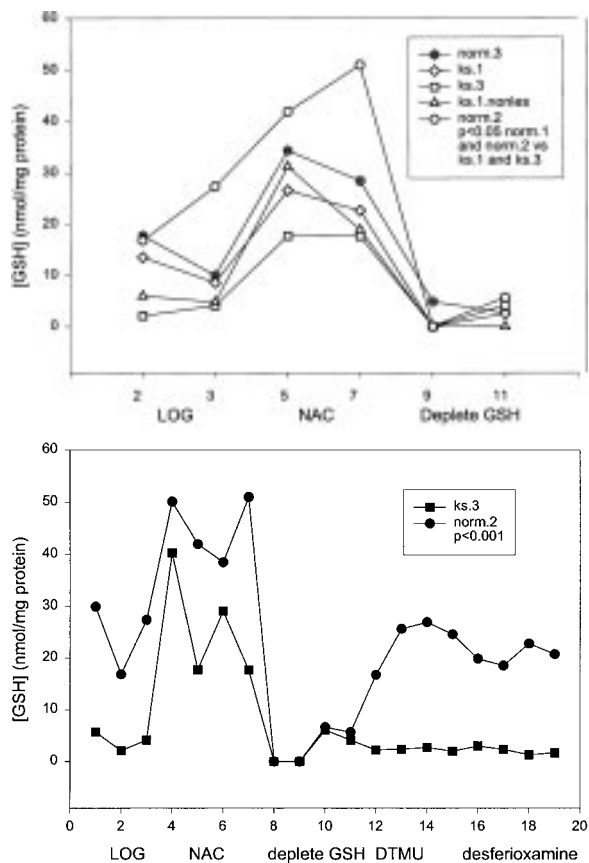 60
50
40
30
20
10
0
[GSH] (nmol/mg protein)
norm.3
ks.1
ks.3
ks.1.nonles
norm.2
p<0.05 norm.1
and norm.2 vs
ks.1 and ks.3
2 3 5 7 9 11
LOG NAC Deplete GSH
60
50
40
30
20
10
0
[GSH] (nmol/mg protein)
ks.3
norm.2
p<0.001
0 2 4 6 8 10 12 14 16 18 20
LOG NAC deplete GSH DTMU desferioxamine